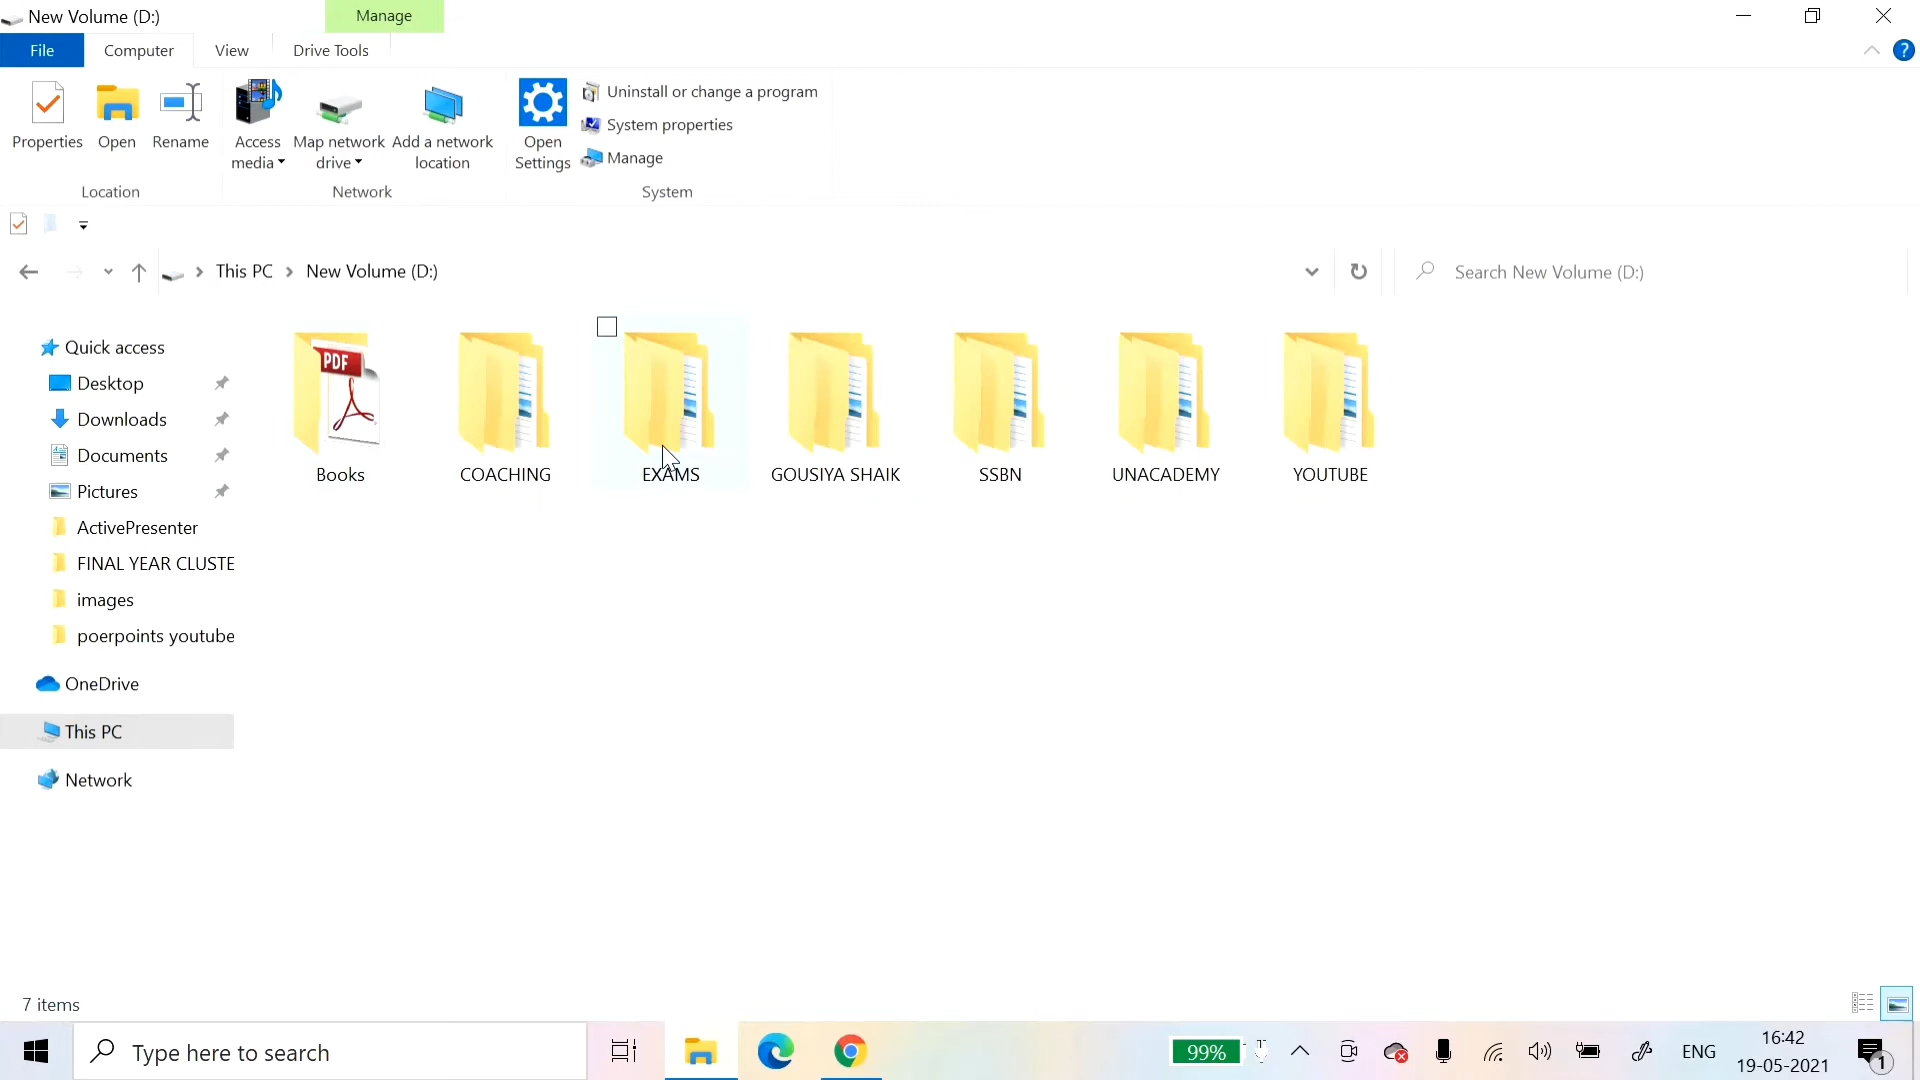 New Volume (D:)
Manage
File
Computer
View
Drive Tools
Properties
Open
Rename
Access
media
Map network
drive
Add a network
location
Open
Settings
Uninstall or change a program
System properties
Manage
Location
Network
System
This PC
New Volume (D:)
Search New Volume (D:)
Quick access
Desktop
Downloads
Documents
Pictures
ActivePresenter
FINAL YEAR CLUSTE
images
poerpoints youtube
OneDrive
This PC
Network
PDF
Books
COACHING
EXAMS
GOUSIYA SHAIK
SSBN
UNACADEMY
YOUTUBE
7 items
Type here to search
99%
ENG
16:42
19-05-2021
1